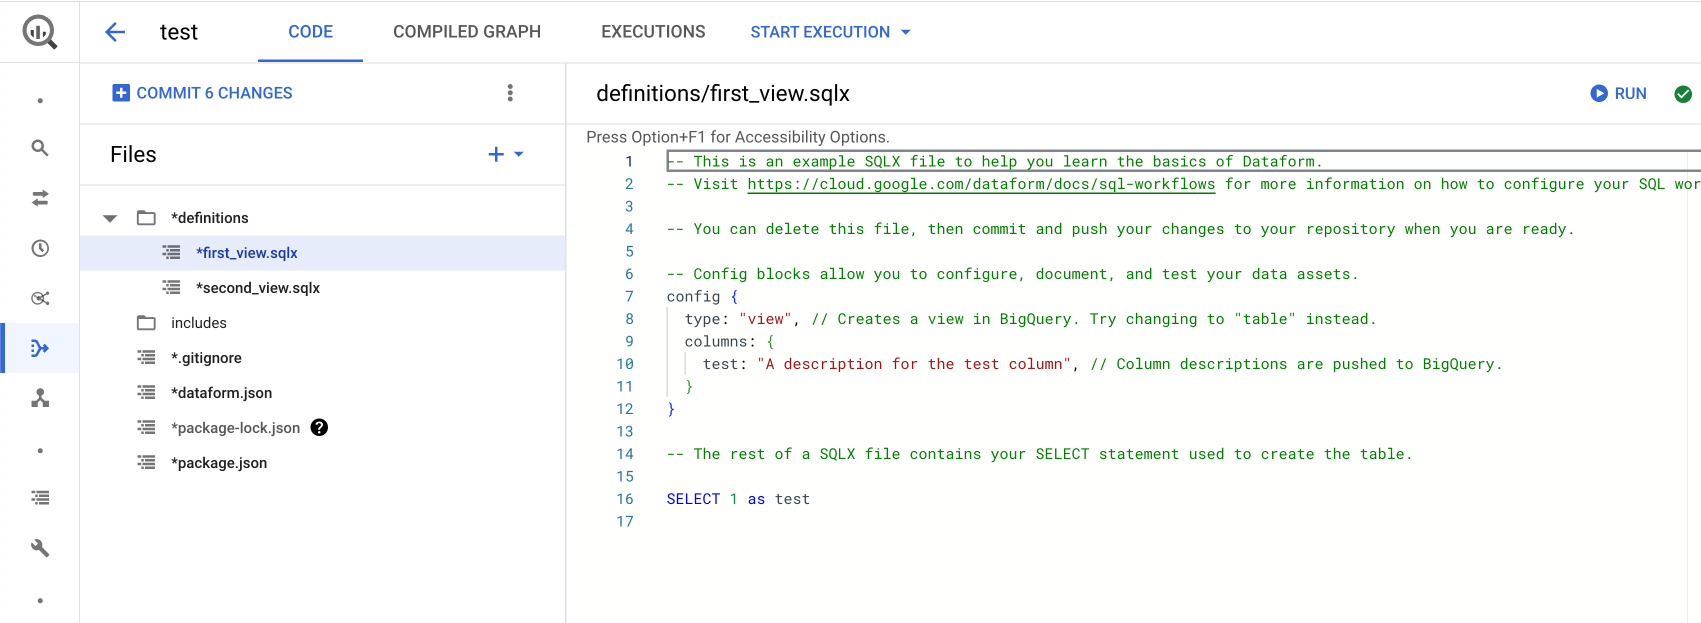 test
CODE
COMPILED GRAPH
EXECUTIONS
START EXECUTION
COMMIT 6 CHANGES
Files
*definitions
*first_view.sqlx
*second_view.sqlx
includes
*.gitignore
*dataform.json
*package-lock.json
*package.json
definitions/first_view.sqlx
RUN
Press Option+F1 for Accessibility Options.
1 -- This is an example SQLX file to help you learn the basics of Dataform.
2 -- Visit https://cloud.google.com/dataform/docs/sql-workflows for more information on how to configure your SQL wor
3
4 -- You can delete this file, then commit and push your changes to your repository when you are ready.
5
6 -- Config blocks allow you to configure, document, and test your data assets.
7 config {
8 type: "view", // Creates a view in BigQuery. Try changing to "table" instead.
9 columns: {
10 test: "A description for the test column", // Column descriptions are pushed to BigQuery.
11 }
12 }
13
14 -- The rest of a SQLX file contains your SELECT statement used to create the table.
15
16 SELECT 1 as test
17